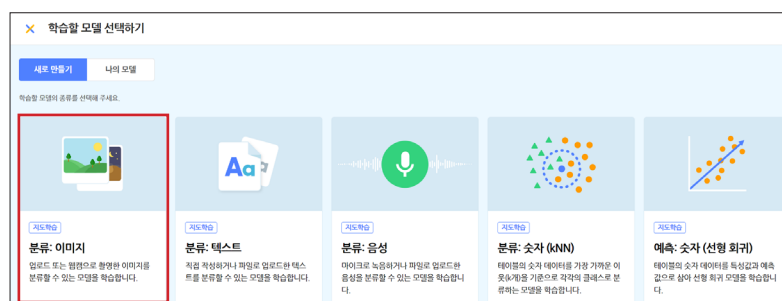 학습할 모델 선택하기
새로 만들기 나의 모델
학습할 모델의 종류를 선택해 주세요.
Aa가
지도학습
분류: 이미지
업로드 또는 웹캠으로 촬영한 이미지를
분류할 수 있는 모델을 학습합니다.
지도학습
분류: 텍스트
직접 작성하거나 파일로 업로드한 텍스
트를 분류할 수 있는 모델을 학습합니다.
지도학습
분류: 음성
마이크로 녹음하거나 파일로 업로드한
음성을 분류할 수 있는 모델을 학습합니
다.
지도학습
분류: 숫자 (kNN)
테이블의 숫자 데이터를 가장 가까운 이
웃(k개)을 기준으로 각각의 클래스로 분
류하는 모델을 학습합니다.
지도학습
예측: 숫자 (선형 회귀)
테이블의 숫자 데이터를 특성값과 예측
값으로 삼아 선형 회귀 모델을 학습합니
다.